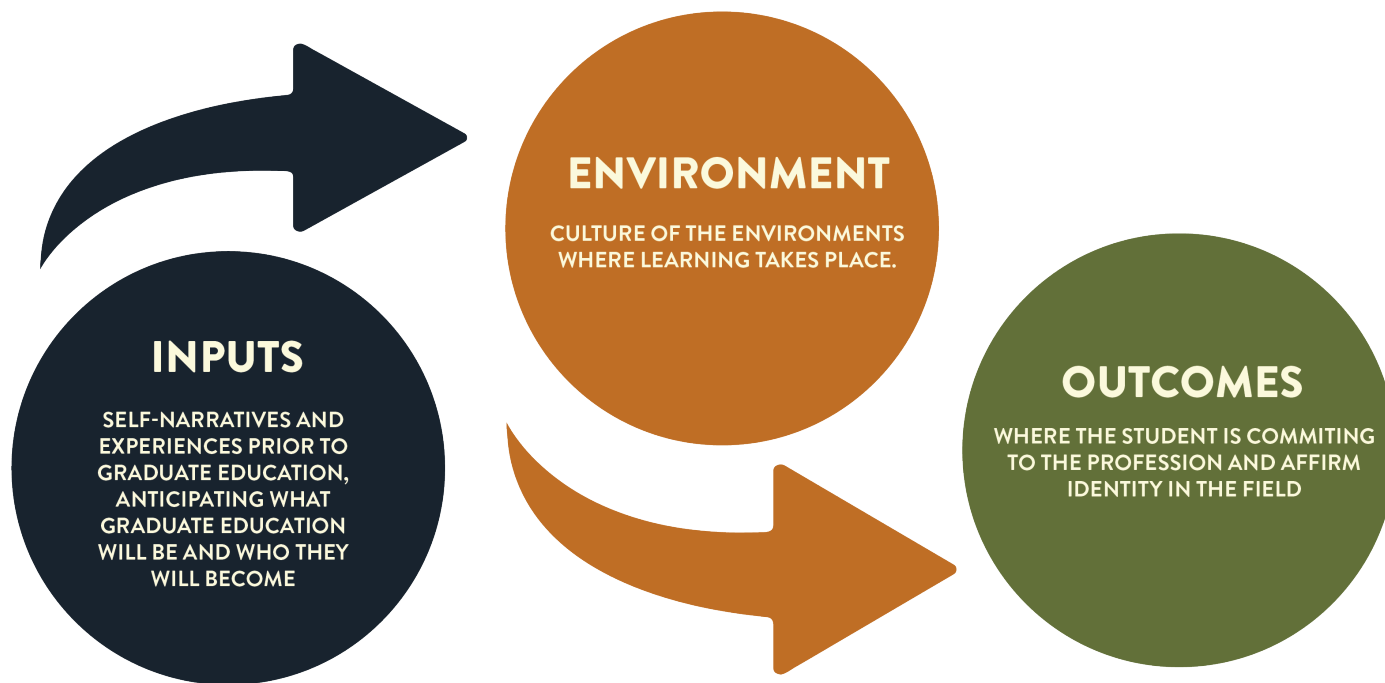 INPUTS
SELF-NARRATIVES AND
EXPERIENCES PRIOR TO
GRADUATE EDUCATION,
ANTICIPATING WHAT
GRADUATE EDUCATION
WILL BE AND WHO THEY
WILL BECOME
ENVIRONMENT
CULTURE OF THE ENVIRONMENTS
WHERE LEARNING TAKES PLACE.
OUTCOMES
WHERE THE STUDENT IS COMMITING
TO THE PROFESSION AND AFFIRM
IDENTITY IN THE FIELD